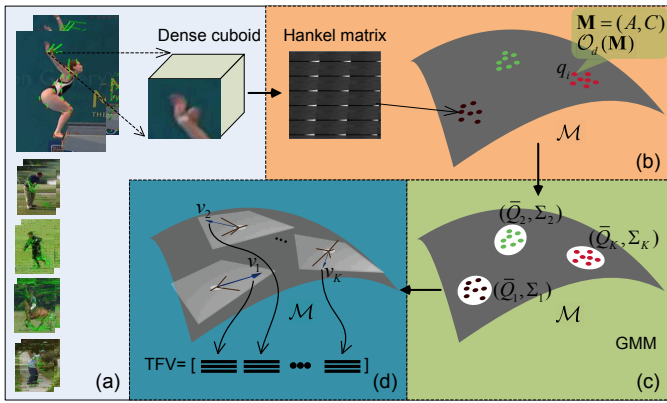 Dense cuboid
Hankel matrix
M = (A, C)
𝒪_d(M)
q_i
ℳ
(b)
(Q̄_2, Σ_2)
(Q̄_K, Σ_K)
(Q̄_1, Σ_1)
ℳ
GMM
(c)
v_2
...
v_1
v_K
ℳ
TFV= [ ••• ]
(d)
(a)